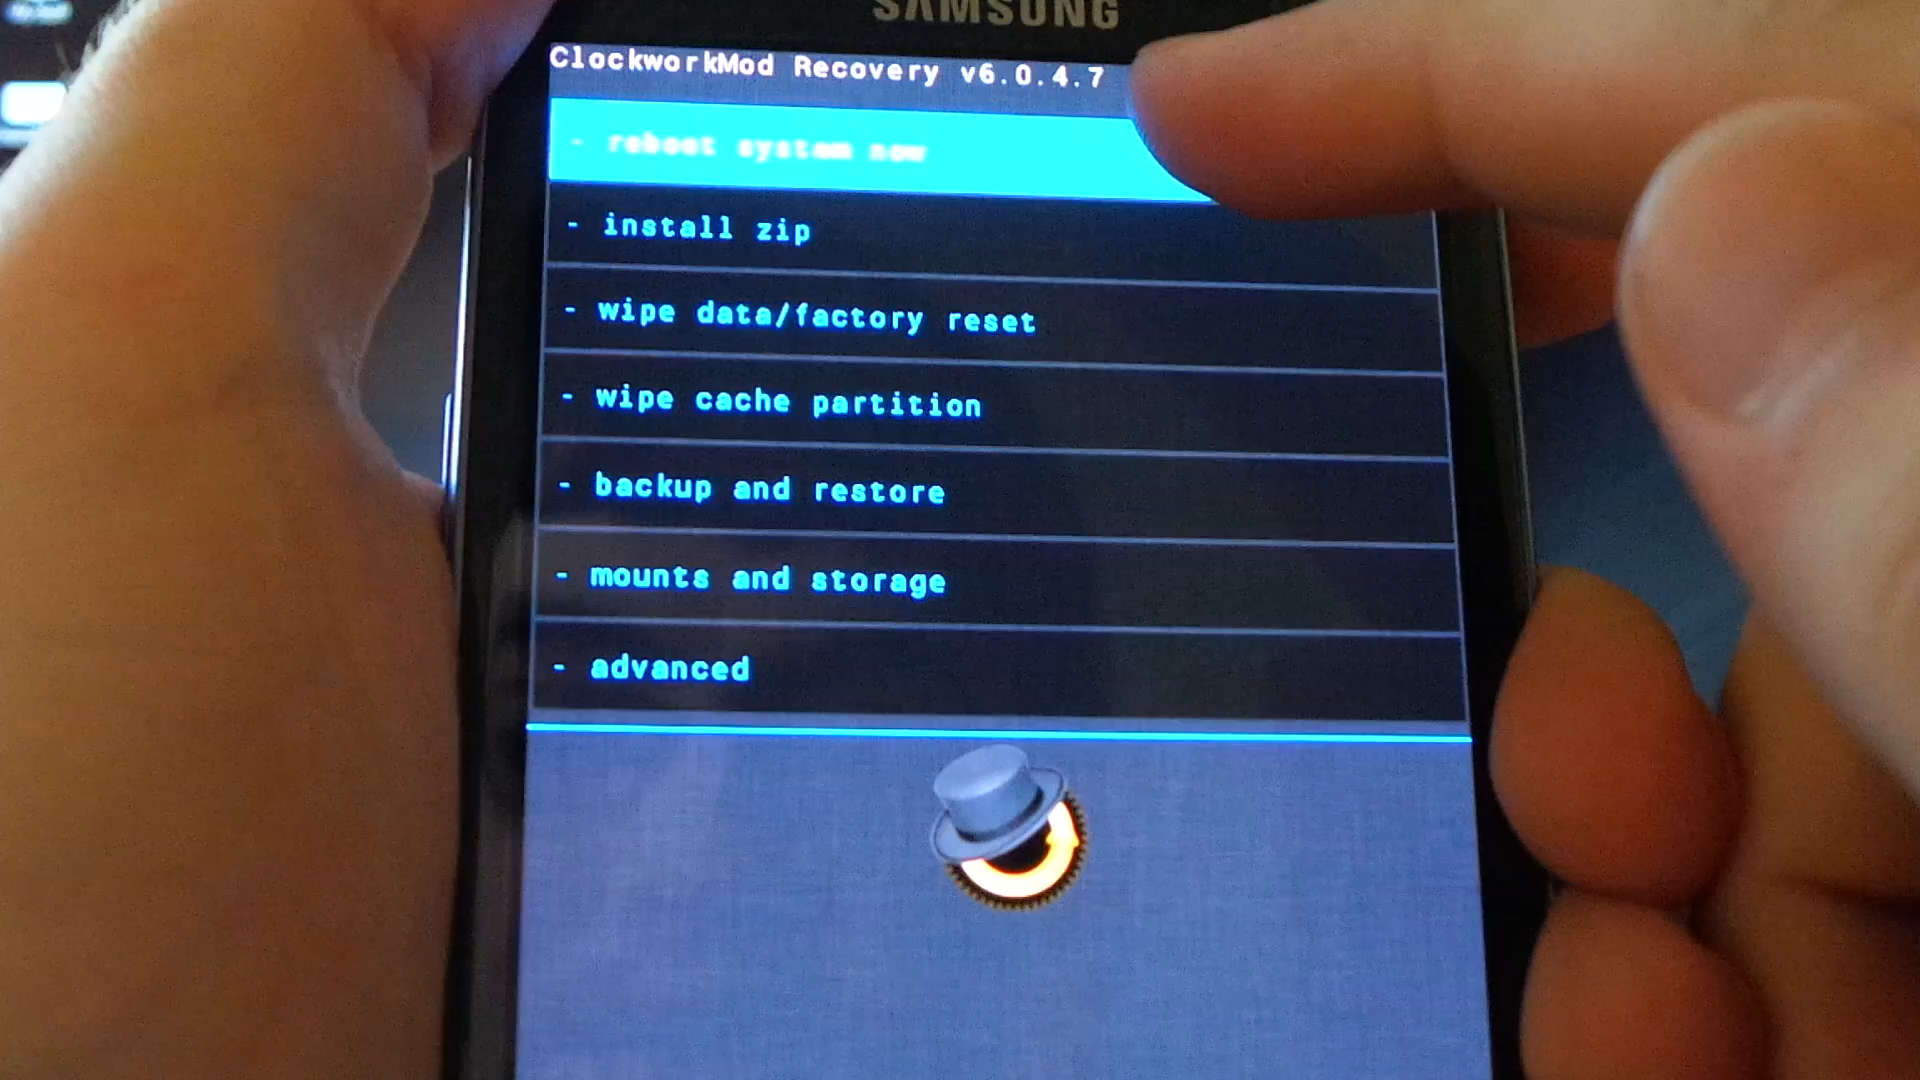 SAMSUNG
ClockworkMod Recovery v6.0.4.7
- reboot system now
- install zip
- wipe data/factory reset
- wipe cache partition
- backup and restore
- mounts and storage
- advanced